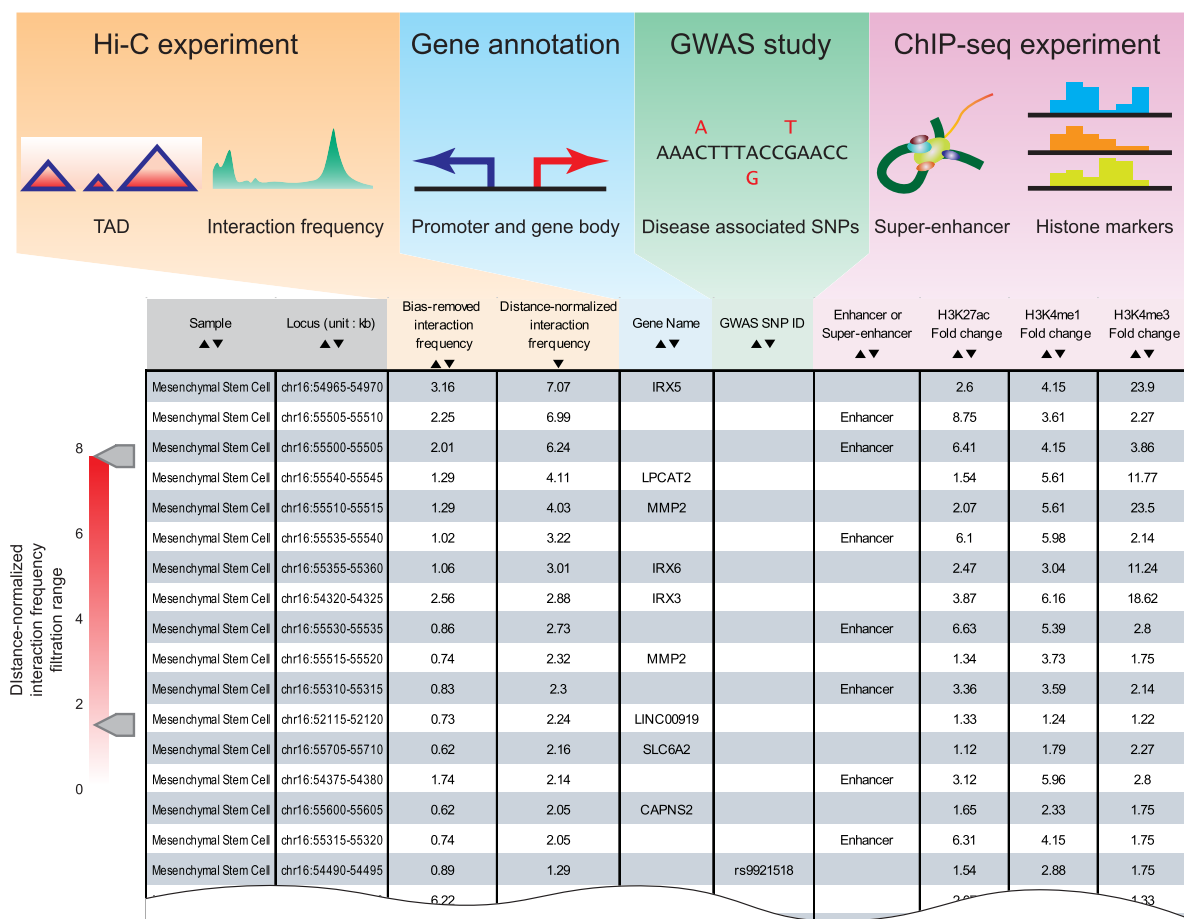 Hi-C experiment
Gene annotation
GWAS study
ChIP-seq experiment
A T
AAACTTTACCGAACC
G
TAD
Interaction frequency
Promoter and gene body
Disease associated SNPs
Super-enhancer
Histone markers
Sample ▲▼
Locus (unit : kb) ▲▼
Bias-removed
interaction
frequency
▲▼
Distance-normalized
interaction
frerquency
▼
Gene Name ▲▼
GWAS SNP ID ▲▼
Enhancer or
Super-enhancer
▲▼
H3K27ac
Fold change
▲▼
H3K4me1
Fold change
▲▼
H3K4me3
Fold change
▲▼
Mesenchymal Stem Cell chr16:54965-54970 3.16 7.07 IRX5 2.6 4.15 23.9
Mesenchymal Stem Cell chr16:55505-55510 2.25 6.99 Enhancer 8.75 3.61 2.27
Mesenchymal Stem Cell chr16:55500-55505 2.01 6.24 Enhancer 6.41 4.15 3.86
Mesenchymal Stem Cell chr16:55540-55545 1.29 4.11 LPCAT2 1.54 5.61 11.77
Mesenchymal Stem Cell chr16:55510-55515 1.29 4.03 MMP2 2.07 5.61 23.5
Mesenchymal Stem Cell chr16:55535-55540 1.02 3.22 Enhancer 6.1 5.98 2.14
Mesenchymal Stem Cell chr16:55355-55360 1.06 3.01 IRX6 2.47 3.04 11.24
Mesenchymal Stem Cell chr16:54320-54325 2.56 2.88 IRX3 3.87 6.16 18.62
Mesenchymal Stem Cell chr16:55530-55535 0.86 2.73 Enhancer 6.63 5.39 2.8
Mesenchymal Stem Cell chr16:55515-55520 0.74 2.32 MMP2 1.34 3.73 1.75
Mesenchymal Stem Cell chr16:55310-55315 0.83 2.3 Enhancer 3.36 3.59 2.14
Mesenchymal Stem Cell chr16:52115-52120 0.73 2.24 LINC00919 1.33 1.24 1.22
Mesenchymal Stem Cell chr16:55705-55710 0.62 2.16 SLC6A2 1.12 1.79 2.27
Mesenchymal Stem Cell chr16:54375-54380 1.74 2.14 Enhancer 3.12 5.96 2.8
Mesenchymal Stem Cell chr16:55600-55605 0.62 2.05 CAPNS2 1.65 2.33 1.75
Mesenchymal Stem Cell chr16:55315-55320 0.74 2.05 Enhancer 6.31 4.15 1.75
Mesenchymal Stem Cell chr16:54490-54495 0.89 1.29 rs9921518 1.54 2.88 1.75
6.22 1.33
8
6
4
2
0
Distance-normalized
interaction frequency
filtration range